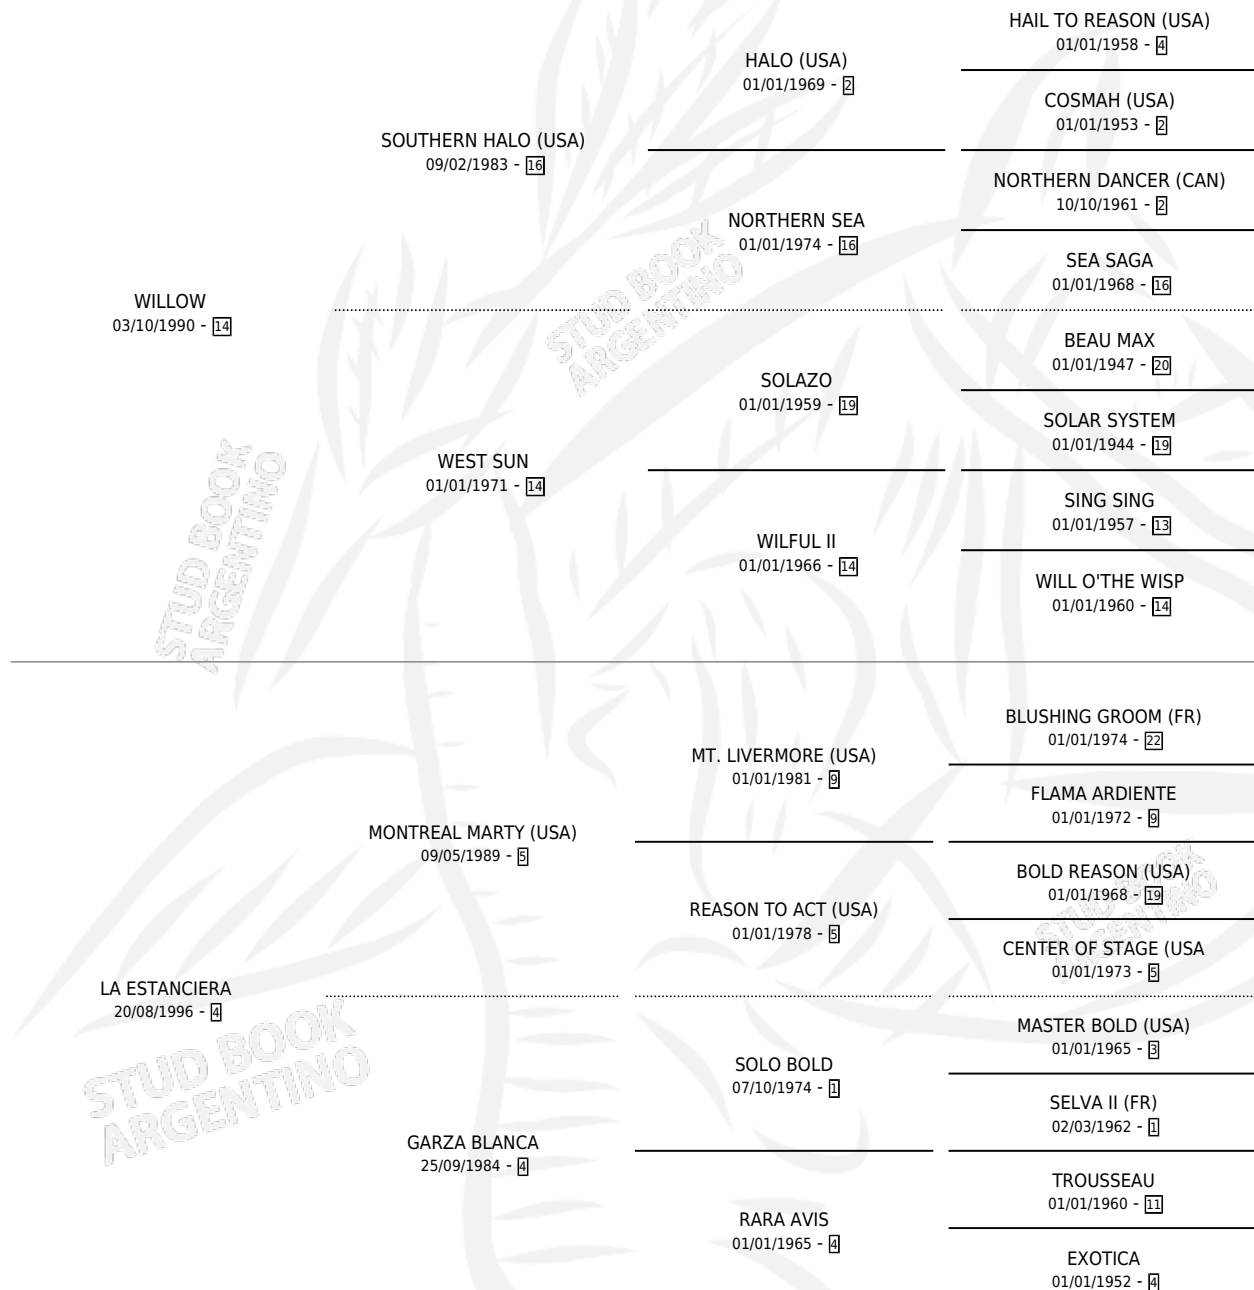 HAIL TO REASON (USA)
01/01/1958 - 4
HALO (USA)
01/01/1969 - 2
COSMAH (USA)
01/01/1953 - 2
SOUTHERN HALO (USA)
09/02/1983 - 16
NORTHERN DANCER (CAN)
10/10/1961 - 2
NORTHERN SEA
01/01/1974 - 16
SEA SAGA
01/01/1968 - 16
WILLOW
03/10/1990 - 14
BEAU MAX
01/01/1947 - 20
SOLAZO
01/01/1959 - 19
SOLAR SYSTEM
01/01/1944 - 19
WEST SUN
01/01/1971 - 14
SING SING
01/01/1957 - 13
WILFUL II
01/01/1966 - 14
WILL O'THE WISP
01/01/1960 - 14
BLUSHING GROOM (FR)
01/01/1974 - 22
MT. LIVERMORE (USA)
01/01/1981 - 9
FLAMA ARDIENTE
01/01/1972 - 9
MONTREAL MARTY (USA)
09/05/1989 - 5
BOLD REASON (USA)
01/01/1968 - 19
REASON TO ACT (USA)
01/01/1978 - 5
CENTER OF STAGE (USA
01/01/1973 - 5
LA ESTANCIERA
20/08/1996 - 4
MASTER BOLD (USA)
01/01/1965 - 3
SOLO BOLD
07/10/1974 - 1
SELVA II (FR)
02/03/1962 - 1
GARZA BLANCA
25/09/1984 - 4
TROUSSEAU
01/01/1960 - 11
RARA AVIS
01/01/1965 - 4
EXOTICA
01/01/1952 - 4
STUD BOOK
ARGENTINO
STUD BOOK
ARGENTINO
STUD BOOK
ARGENTINO
STUD BOOK
ARGENTINO